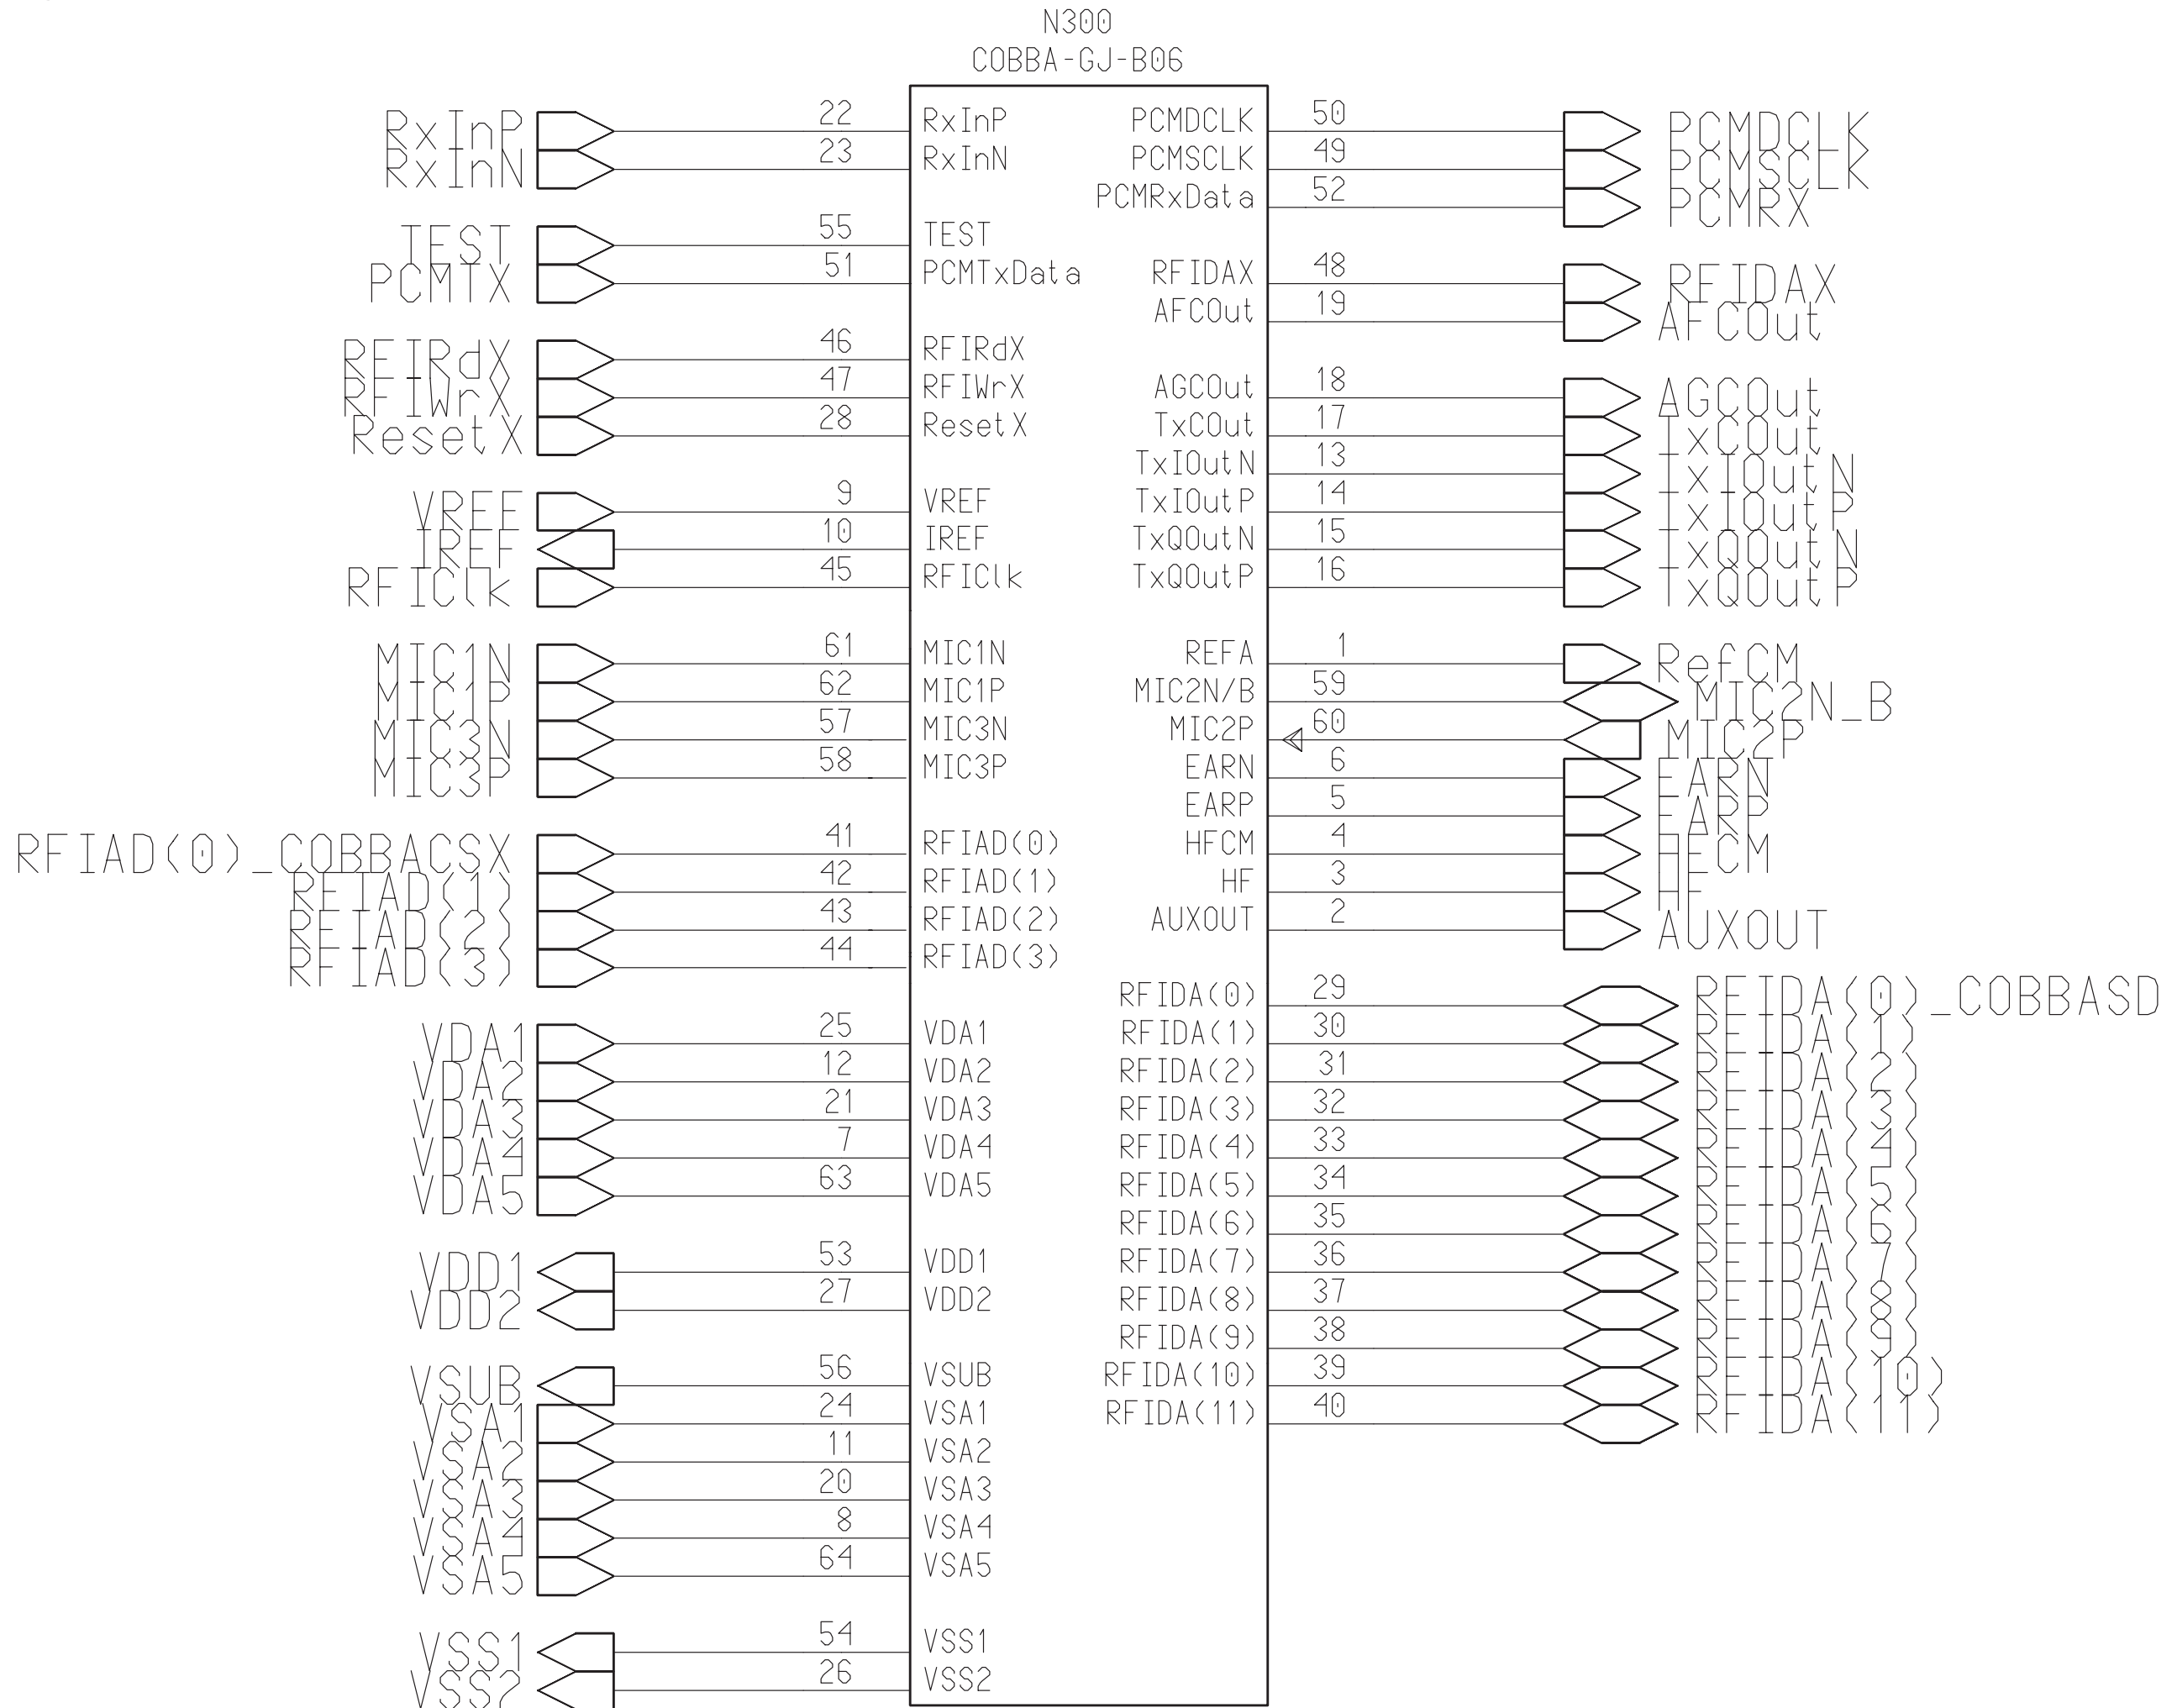 N300
COBBA-GJ-B06
RxInP 22 RxInP PCMDCLK 50 PCMDCLK
RxInN 23 RxInN PCMSCLK 49 PCMSCLK
PCMRxData 52 PCMRX
TEST 55 TEST
PCMTX 51 PCMTxData RFIDAX 48 RFIDAX
AFCOut 19 AFCOut
RFIRdX 46 RFIRdX
RFIWrX 47 RFIWrX AGCOut 18 AGCOut
ResetX 28 ResetX TxCOut 17 TxCOut
TxIOutN 13 TxIOutN
VREF 9 VREF TxIOutP 14 TxIOutP
IREF 10 IREF TxQOutN 15 TxQOutN
RFIClk 45 RFIClk TxQOutP 16 TxQOutP
MIC1N 61 MIC1N REFA 1 RefCM
MIC1P 62 MIC1P MIC2N/B 59 MIC2N_B
MIC3N 57 MIC3N MIC2P 60 MIC2P
MIC3P 58 MIC3P EARN 6 EARN
EARP 5 EARP
RFIAD(0)_COBBACSX 41 RFIAD(0) HFCM 4 HFCM
RFIAD(1) 42 RFIAD(1) HF 3 HF
RFIAD(2) 43 RFIAD(2) AUXOUT 2 AUXOUT
RFIAD(3) 44 RFIAD(3)
RFIDA(0) 29 RFIDA(0)_COBBASD
VDA1 25 VDA1 RFIDA(1) 30 RFIDA(1)
VDA2 12 VDA2 RFIDA(2) 31 RFIDA(2)
VDA3 21 VDA3 RFIDA(3) 32 RFIDA(3)
VDA4 7 VDA4 RFIDA(4) 33 RFIDA(4)
VDA5 63 VDA5 RFIDA(5) 34 RFIDA(5)
RFIDA(6) 35 RFIDA(6)
VDD1 53 VDD1 RFIDA(7) 36 RFIDA(7)
VDD2 27 VDD2 RFIDA(8) 37 RFIDA(8)
RFIDA(9) 38 RFIDA(9)
VSUB 56 VSUB RFIDA(10) 39 RFIDA(10)
VSA1 24 VSA1 RFIDA(11) 40 RFIDA(11)
VSA2 11 VSA2
VSA3 20 VSA3
VSA4 8 VSA4
VSA5 64 VSA5
VSS1 54 VSS1
VSS2 26 VSS2